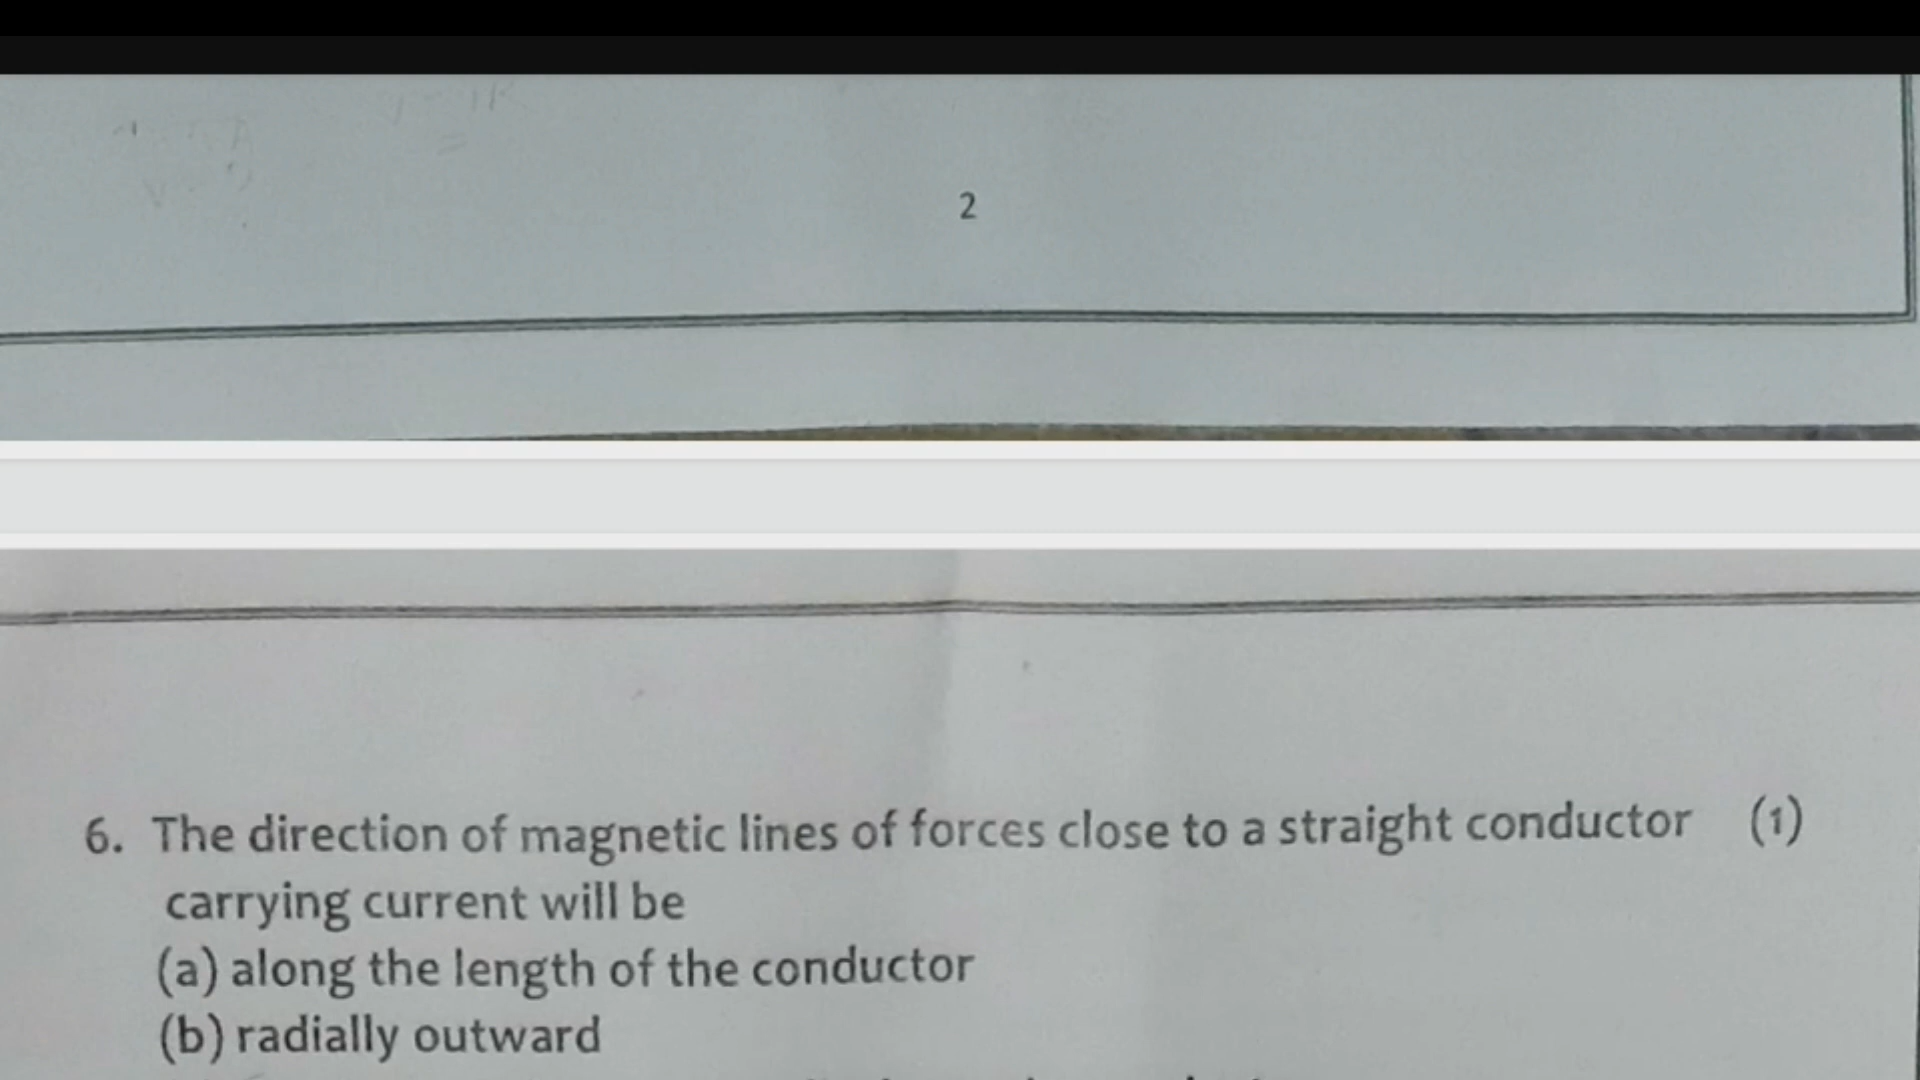 2
6. The direction of magnetic lines of forces close to a straight conductor (1)
carrying current will be
(a) along the length of the conductor
(b) radially outward